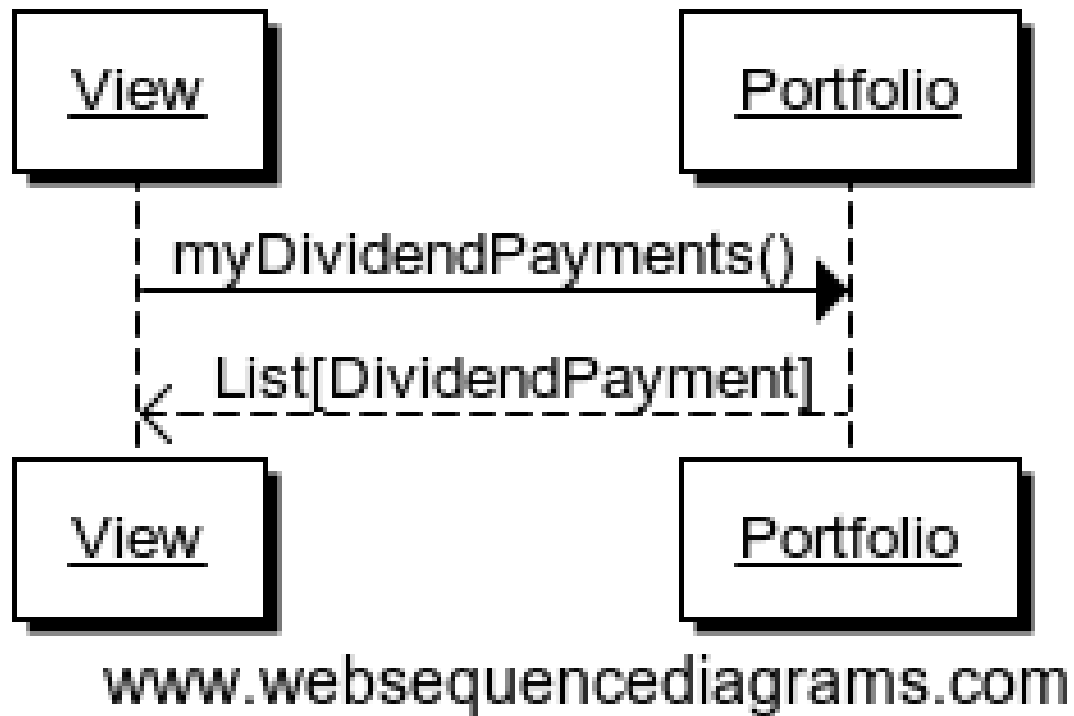 View Portfolio
myDividendPayments()
List[DividendPayment]
View Portfolio
www.websequencediagrams.com